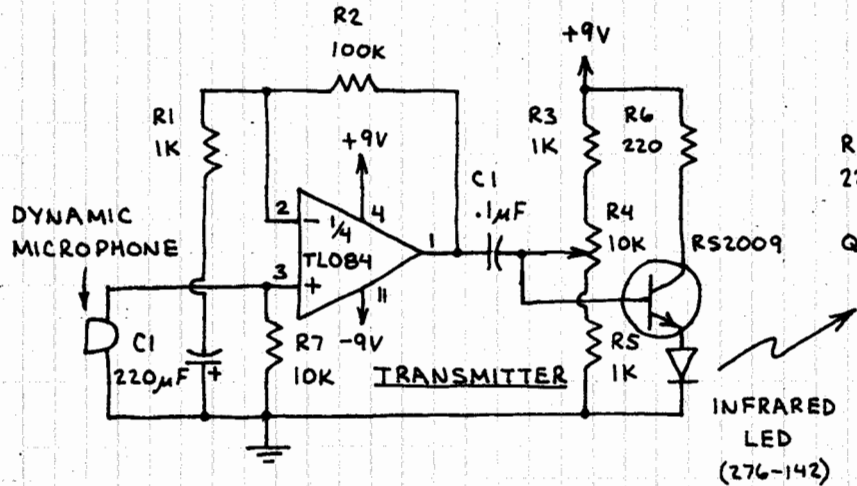 R2
100K
+9V
R1
1K
R3
1K
R6
220
R
22
+9V
C1
.1µF
DYNAMIC
MICROPHONE
2
-
1/4
4
TL084
1
R4
10K
RS2009
Q
3
+
11
-9V
C1
220µF
+
R7
10K
TRANSMITTER
R5
1K
INFRARED
LED
(276-142)